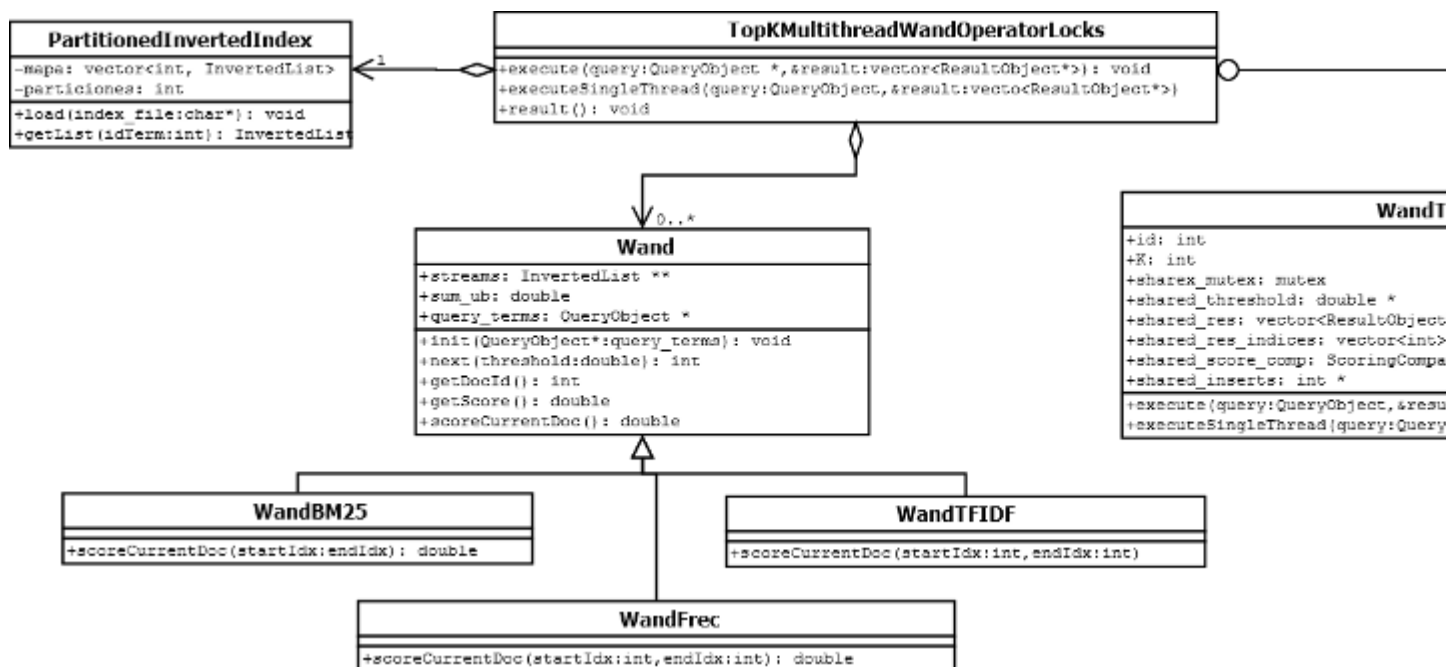 PartitionedInvertedIndex
-mapa: vector<int, InvertedList>
-particiones: int
+load(index_file:char*): void
+getList(idTerm:int): InvertedList
1
TopKMultithreadWandOperatorLocks
+execute(query:QueryObject *,&result:vector<ResultObject*>): void
+executeSingleThread(query:QueryObject,&result:vecto<ResultObject*>)
+result(): void
0..*
Wand
+streams: InvertedList **
+sum_ub: double
+query_terms: QueryObject *
+init(QueryObject*:query_terms): void
+next(threshold:double): int
+getDocId(): int
+getScore(): double
+scoreCurrentDoc(): double
WandT
+id: int
+K: int
+sharex_mutex: mutex
+shared_threshold: double *
+shared_res: vector<ResultObject
+shared_res_indices: vector<int>
+shared_score_comp: ScoringCompa
+shared_inserts: int *
+execute(query:QueryObject,&resu
+executeSingleThread(query:Query
WandBM25
+scoreCurrentDoc(startIdx:endIdx): double
WandTFIDF
+scoreCurrentDoc(startIdx:int,endIdx:int)
WandFrec
+scoreCurrentDoc(startIdx:int,endIdx:int): double